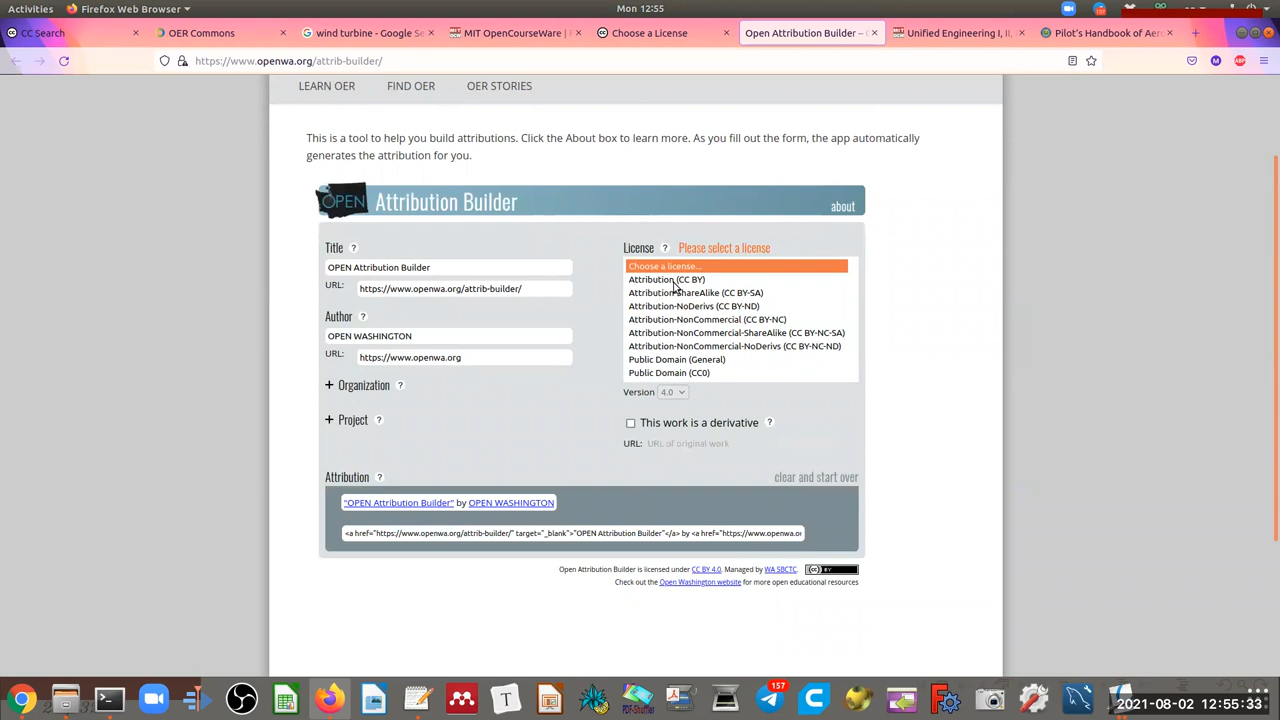 Activities Firefox Web Browser Mon 12:55 157
CC Search OER Commons wind turbine - Google Se MIT OpenCourseWare | Choose a License Open Attribution Builder – Unified Engineering I, II, Pilot's Handbook of Aer
https://www.openwa.org/attrib-builder/
LEARN OER FIND OER OER STORIES
This is a tool to help you build attributions. Click the About box to learn more. As you fill out the form, the app automatically
generates the attribution for you.
OPEN Attribution Builder about
Title ?
OPEN Attribution Builder
URL: https://www.openwa.org/attrib-builder/
Author ?
OPEN WASHINGTON
URL: https://www.openwa.org
+ Organization ?
+ Project ?
License ? Please select a license
Choose a license...
Attribution (CC BY)
Attribution-ShareAlike (CC BY-SA)
Attribution-NoDerivs (CC BY-ND)
Attribution-NonCommercial (CC BY-NC)
Attribution-NonCommercial-ShareAlike (CC BY-NC-SA)
Attribution-NonCommercial-NoDerivs (CC BY-NC-ND)
Public Domain (General)
Public Domain (CC0)
Version 4.0
This work is a derivative ?
URL: URL of original work
Attribution ? clear and start over
"OPEN Attribution Builder" by OPEN WASHINGTON
<a href="https://www.openwa.org/attrib-builder/" target="_blank">"OPEN Attribution Builder"</a> by <a href="https://www.openwa.o
Open Attribution Builder is licensed under CC BY 4.0. Managed by WA SBCTC. cc BY
Check out the Open Washington website for more open educational resources
157
PDF-Shuffler
2021-08-02 12:55:33